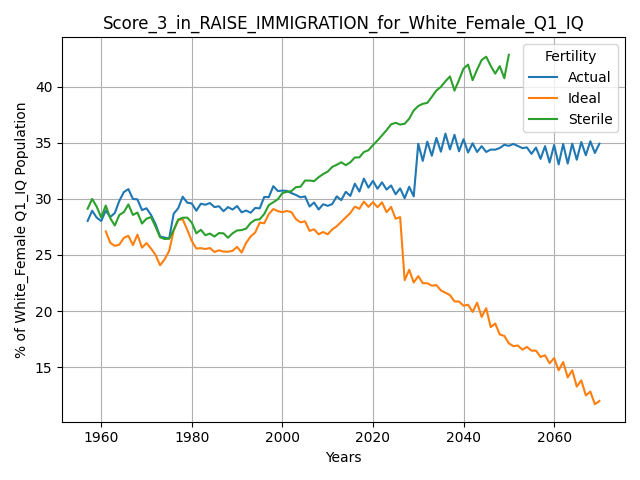 Score_3_in_RAISE_IMMIGRATION_for_White_Female_Q1_IQ
Fertility
Actual
Ideal
Sterile
% of White_Female Q1_IQ Population
40
35
30
25
20
15
1960
1980
2000
2020
2040
2060
Years